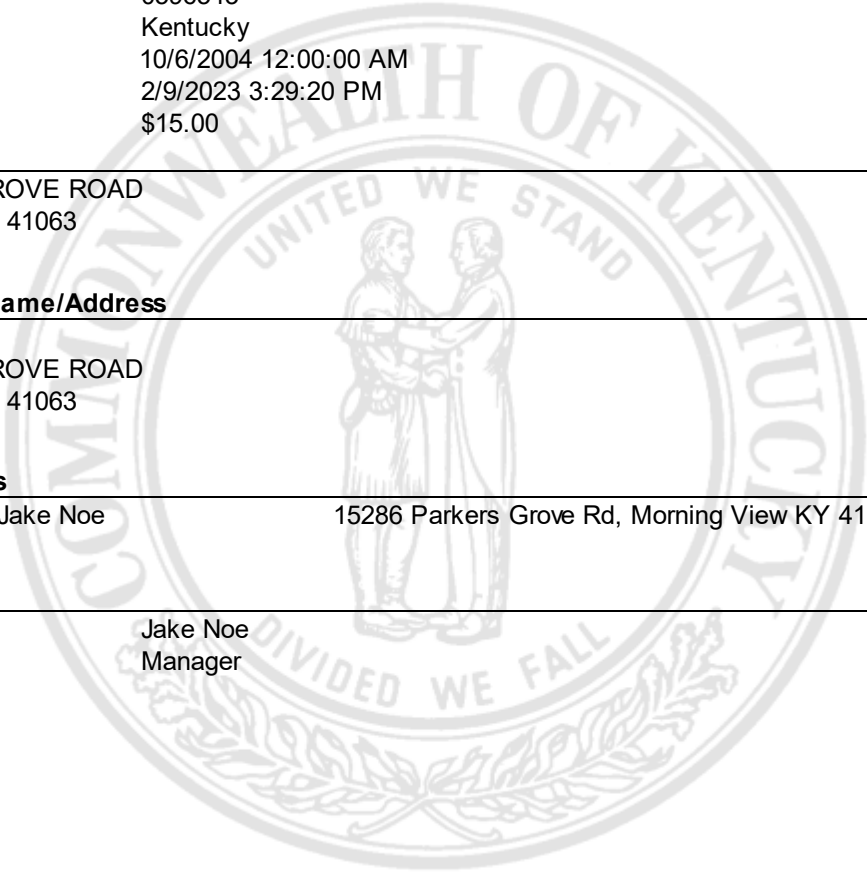 Kentucky
10/6/2004 12:00:00 AM
2/9/2023 3:29:20 PM
$15.00
ROVE ROAD
41063
ame/Address
ROVE ROAD
41063
s
Jake Noe 15286 Parkers Grove Rd, Morning View KY 41
Jake Noe
Manager
COMMONWEALTH OF KENTUCKY
UNITED WE STAND
DIVIDED WE FALL